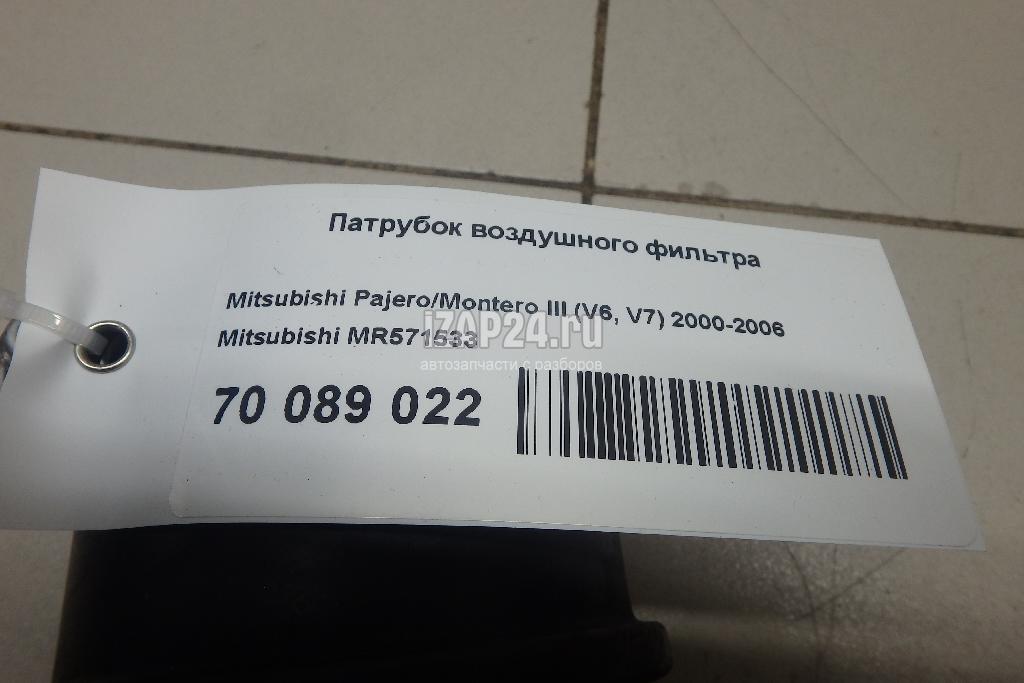 Патрубок воздушного фильтра
Mitsubishi Pajero/Montero III (V6, V7) 2000-2006
Mitsubishi MR571533
iZAP24.ru
автозапчасти с разборов
70 089 022